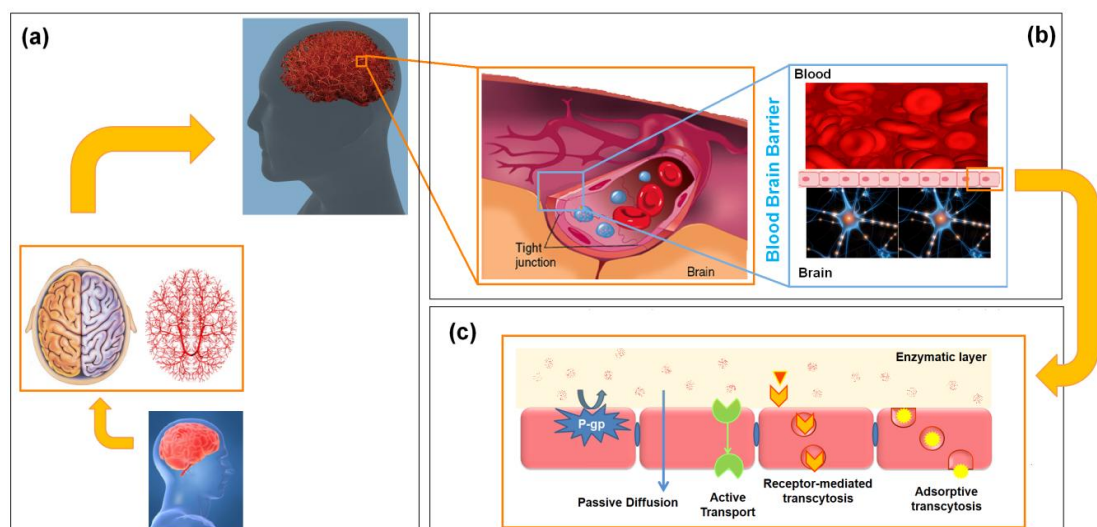 (a)
(b)
Blood Brain Barrier
Blood
Tight
junction
Brain
Brain
(c)
Enzymatic layer
P-gp
Passive Diffusion
Active
Transport
Receptor-mediated
transcytosis
Adsorptive
transcytosis